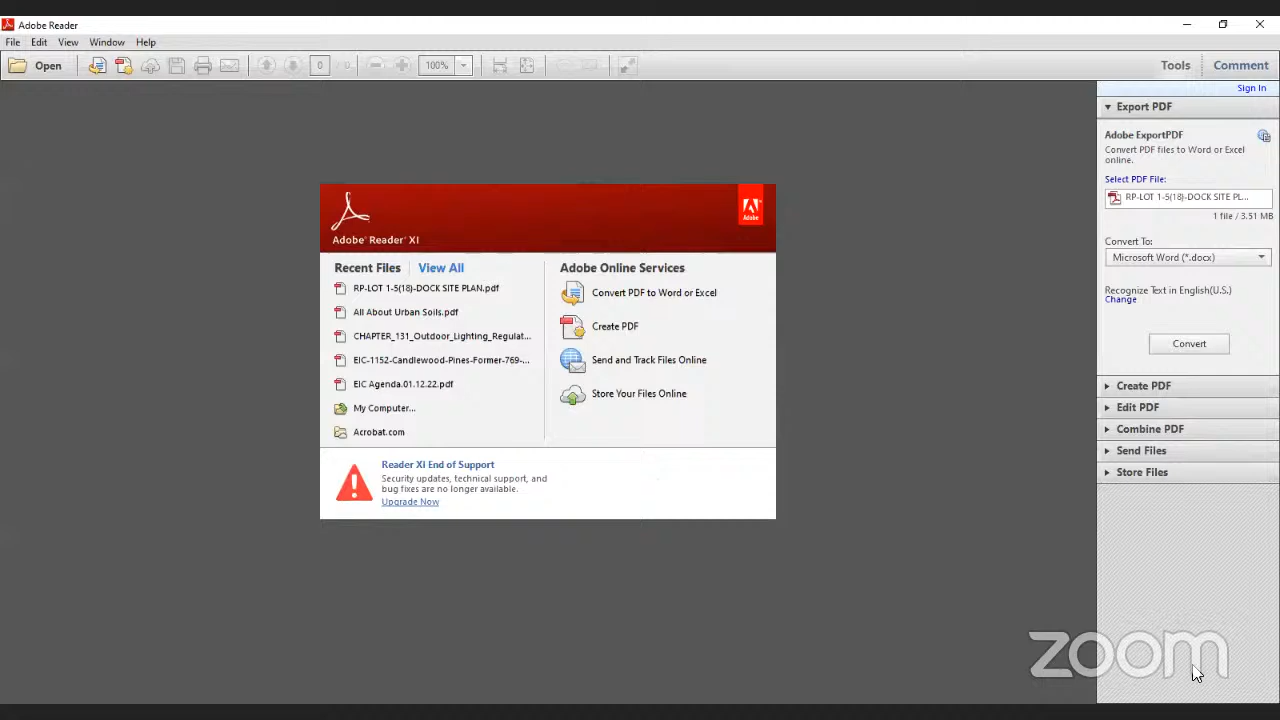 Adobe Reader
File Edit View Window Help
Open 0 / 0 100% Tools Comment
Sign In
Export PDF
Adobe ExportPDF
Convert PDF files to Word or Excel
online.
Select PDF File:
RP-LOT 1-5(18)-DOCK SITE PL...
1 file / 3.51 MB
Convert To:
Microsoft Word (*.docx)
Recognize Text in English(U.S.)
Change
Convert
Create PDF
Edit PDF
Combine PDF
Send Files
Store Files
Adobe
Adobe® Reader® XI
Recent Files View All
RP-LOT 1-5(18)-DOCK SITE PLAN.pdf
All About Urban Soils.pdf
CHAPTER_131_Outdoor_Lighting_Regulat...
EIC-1152-Candlewood-Pines-Former-769-...
EIC Agenda.01.12.22.pdf
My Computer...
Acrobat.com
Adobe Online Services
Convert PDF to Word or Excel
Create PDF
Send and Track Files Online
Store Your Files Online
Reader XI End of Support
Security updates, technical support, and
bug fixes are no longer available.
Upgrade Now
zoom